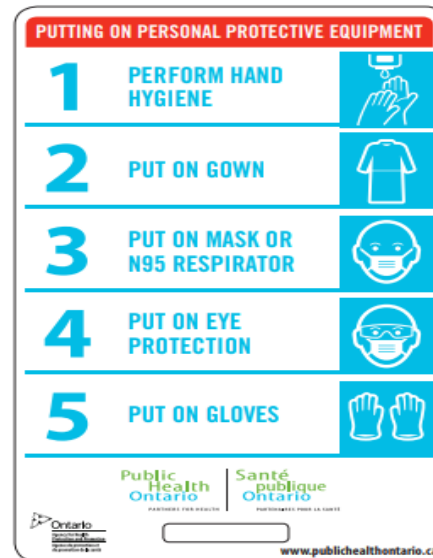 PUTTING ON PERSONAL PROTECTIVE EQUIPMENT
1
PERFORM HAND
HYGIENE
2
PUT ON GOWN
3
PUT ON MASK OR
N95 RESPIRATOR
4
PUT ON EYE
PROTECTION
5
PUT ON GLOVES
Public
Health
Ontario
PARTNERS FOR HEALTH
Santé
publique
Ontario
PARTENAIRES POUR LA SANTÉ
Ontario
www.publichealthontario.c